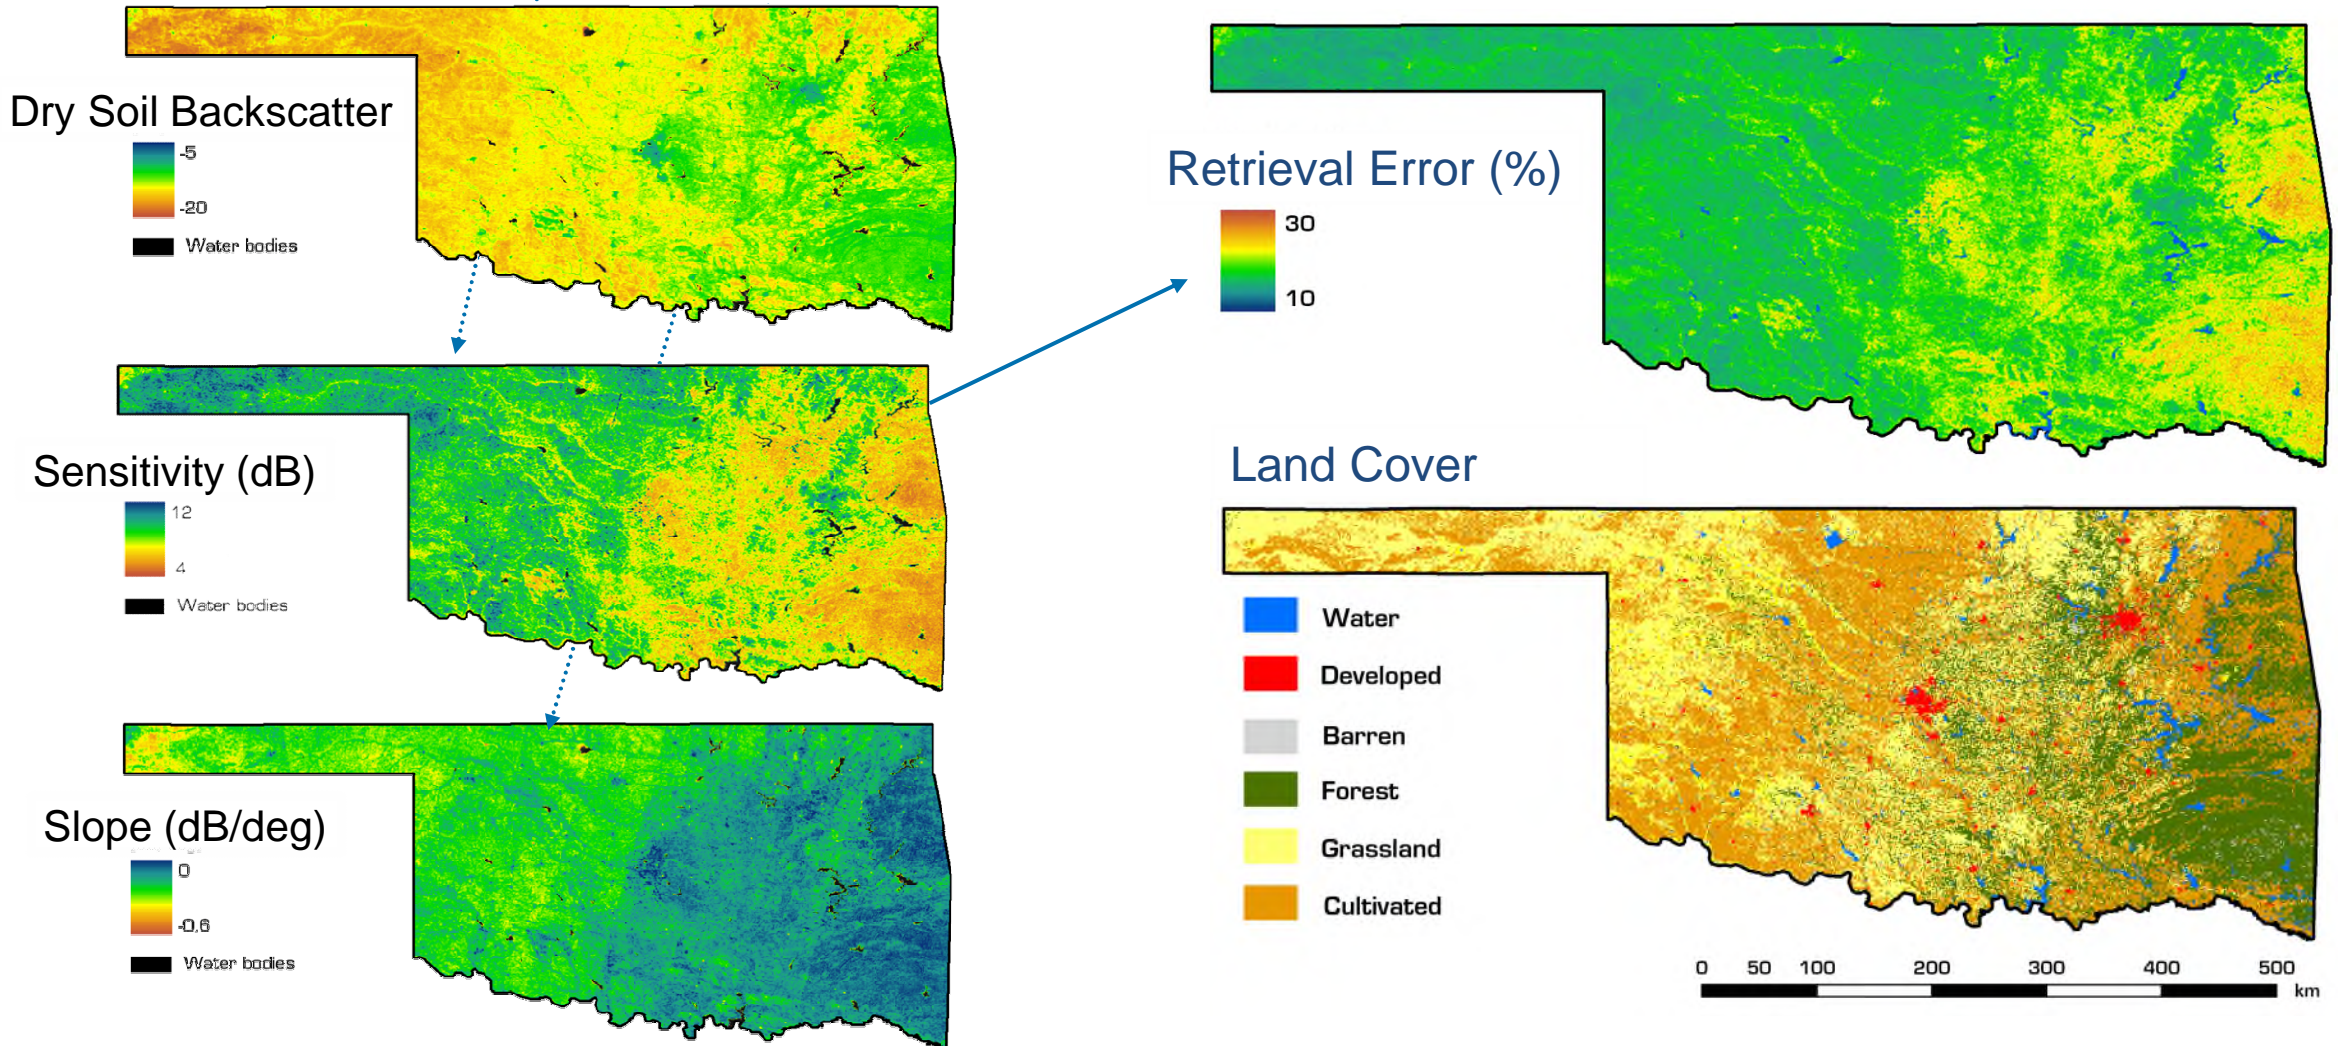 Dry Soil Backscatter
-5
-20
Water bodies
Sensitivity (dB)
12
4
Water bodies
Slope (dB/deg)
0
-0,6
Water bodies
Retrieval Error (%)
30
10
Land Cover
Water
Developed
Barren
Forest
Grassland
Cultivated
0 50 100 200 300 400 500
km